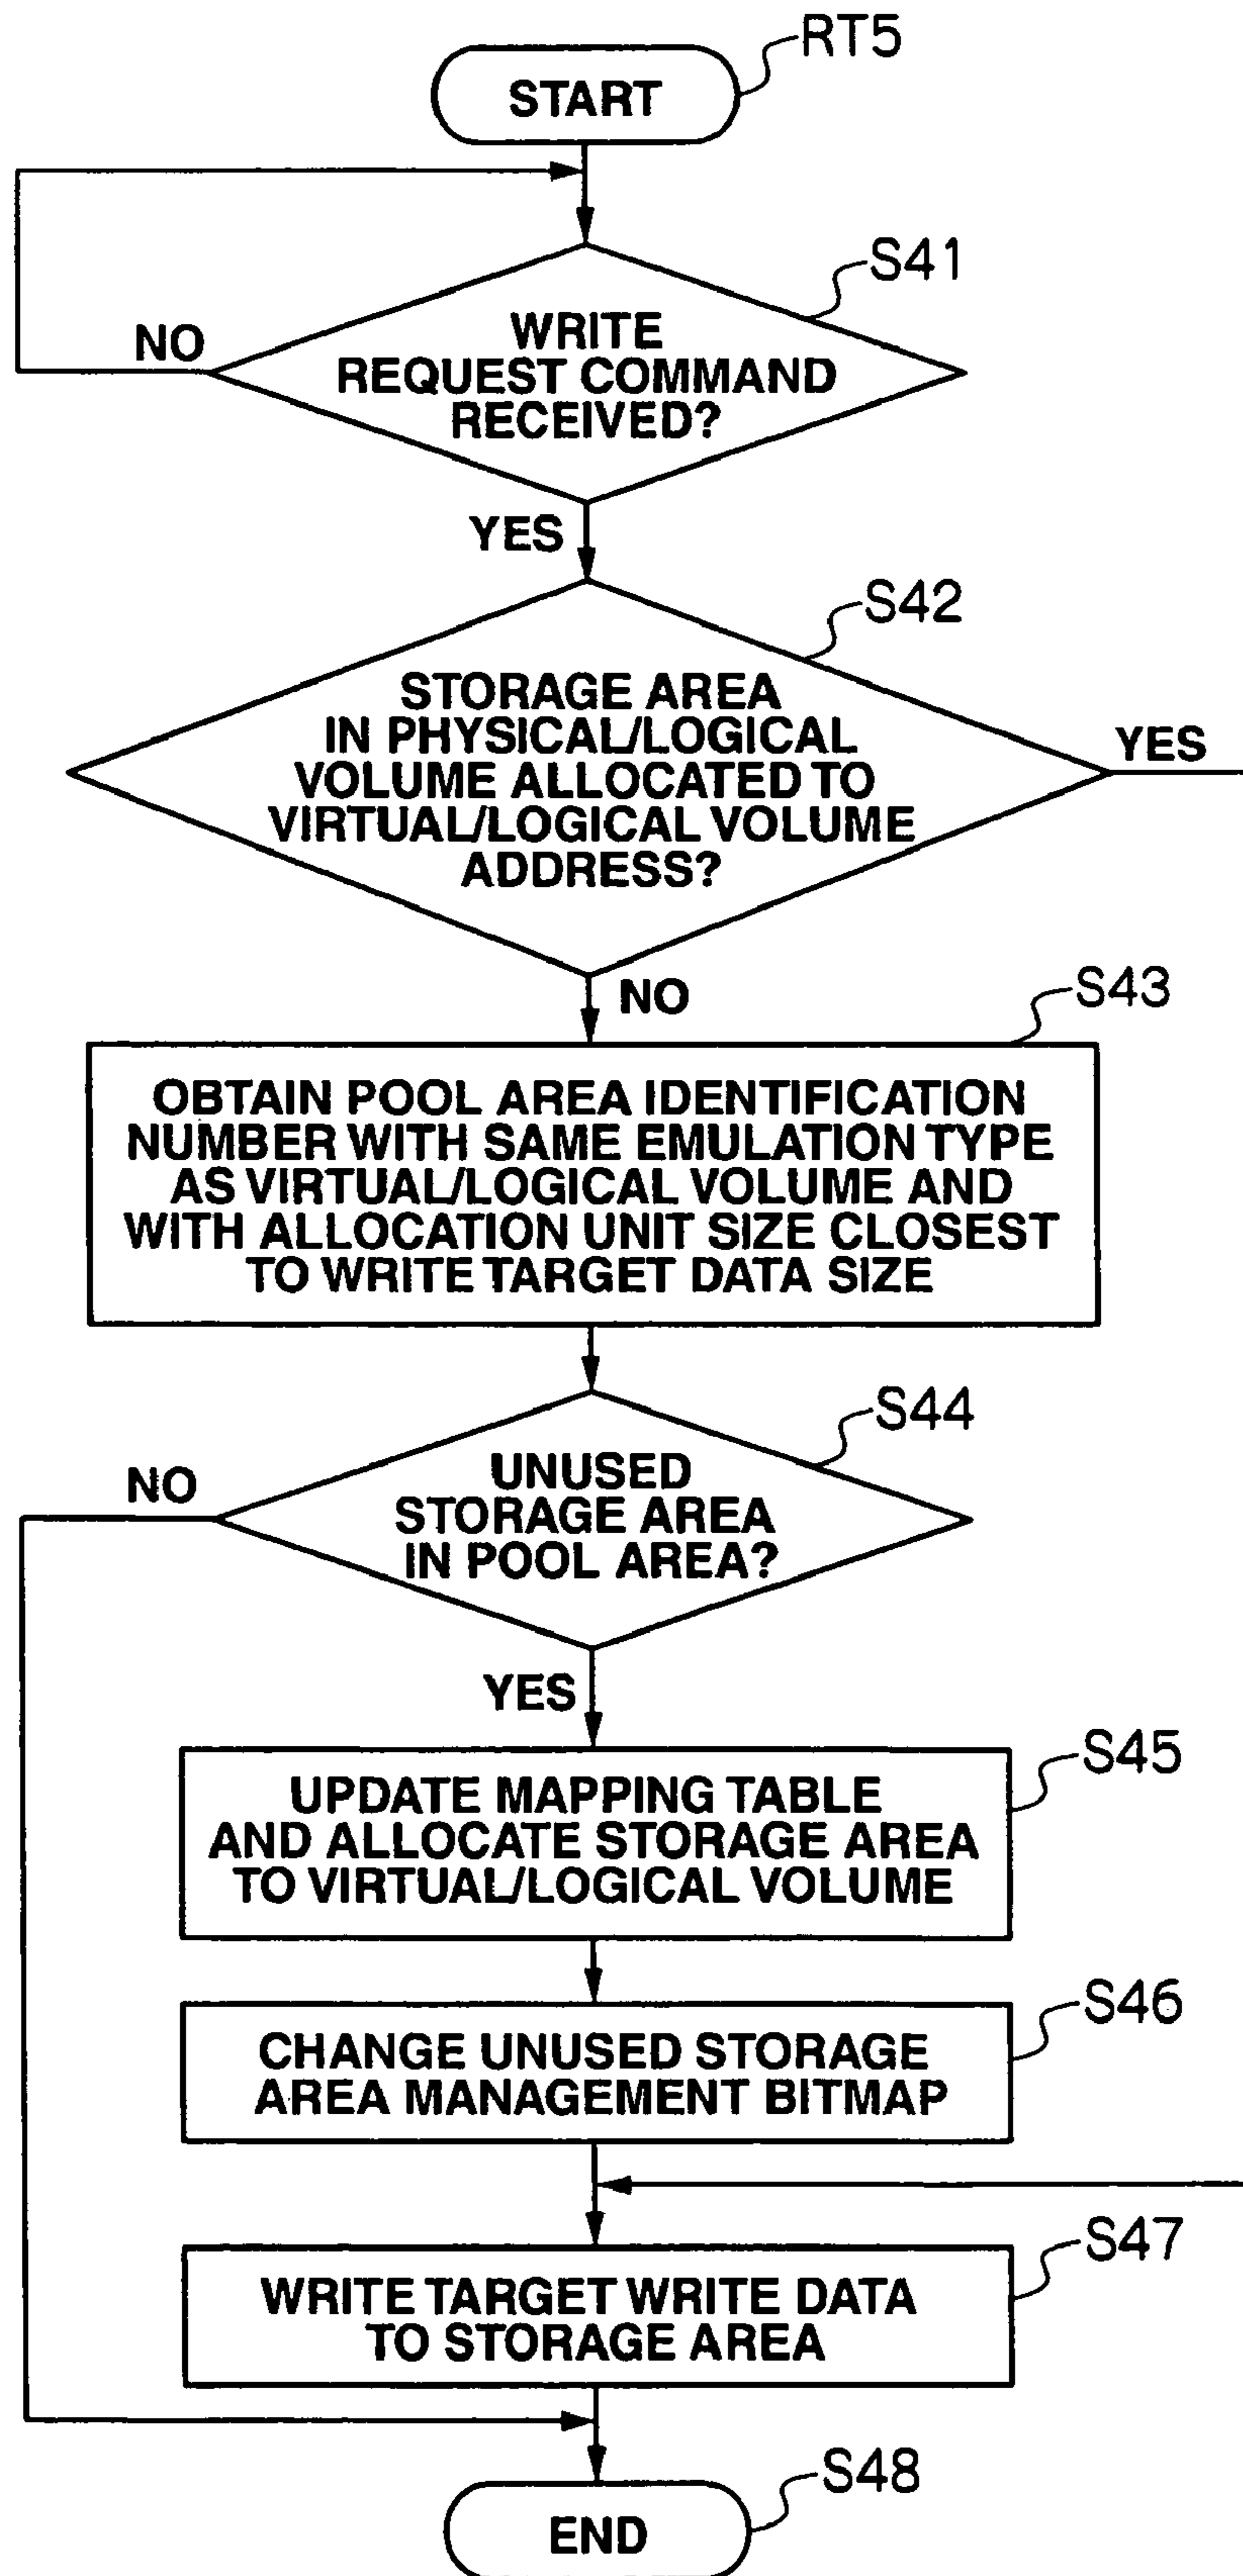 RT5
START
S41
NO
WRITE
REQUEST COMMAND
RECEIVED?
YES
S42
STORAGE AREA
IN PHYSICAL/LOGICAL
VOLUME ALLOCATED TO
VIRTUAL/LOGICAL VOLUME
ADDRESS?
YES
NO
S43
OBTAIN POOL AREA IDENTIFICATION
NUMBER WITH SAME EMULATION TYPE
AS VIRTUAL/LOGICAL VOLUME AND
WITH ALLOCATION UNIT SIZE CLOSEST
TO WRITE TARGET DATA SIZE
S44
NO
UNUSED
STORAGE AREA
IN POOL AREA?
YES
S45
UPDATE MAPPING TABLE
AND ALLOCATE STORAGE AREA
TO VIRTUAL/LOGICAL VOLUME
S46
CHANGE UNUSED STORAGE
AREA MANAGEMENT BITMAP
S47
WRITE TARGET WRITE DATA
TO STORAGE AREA
S48
END